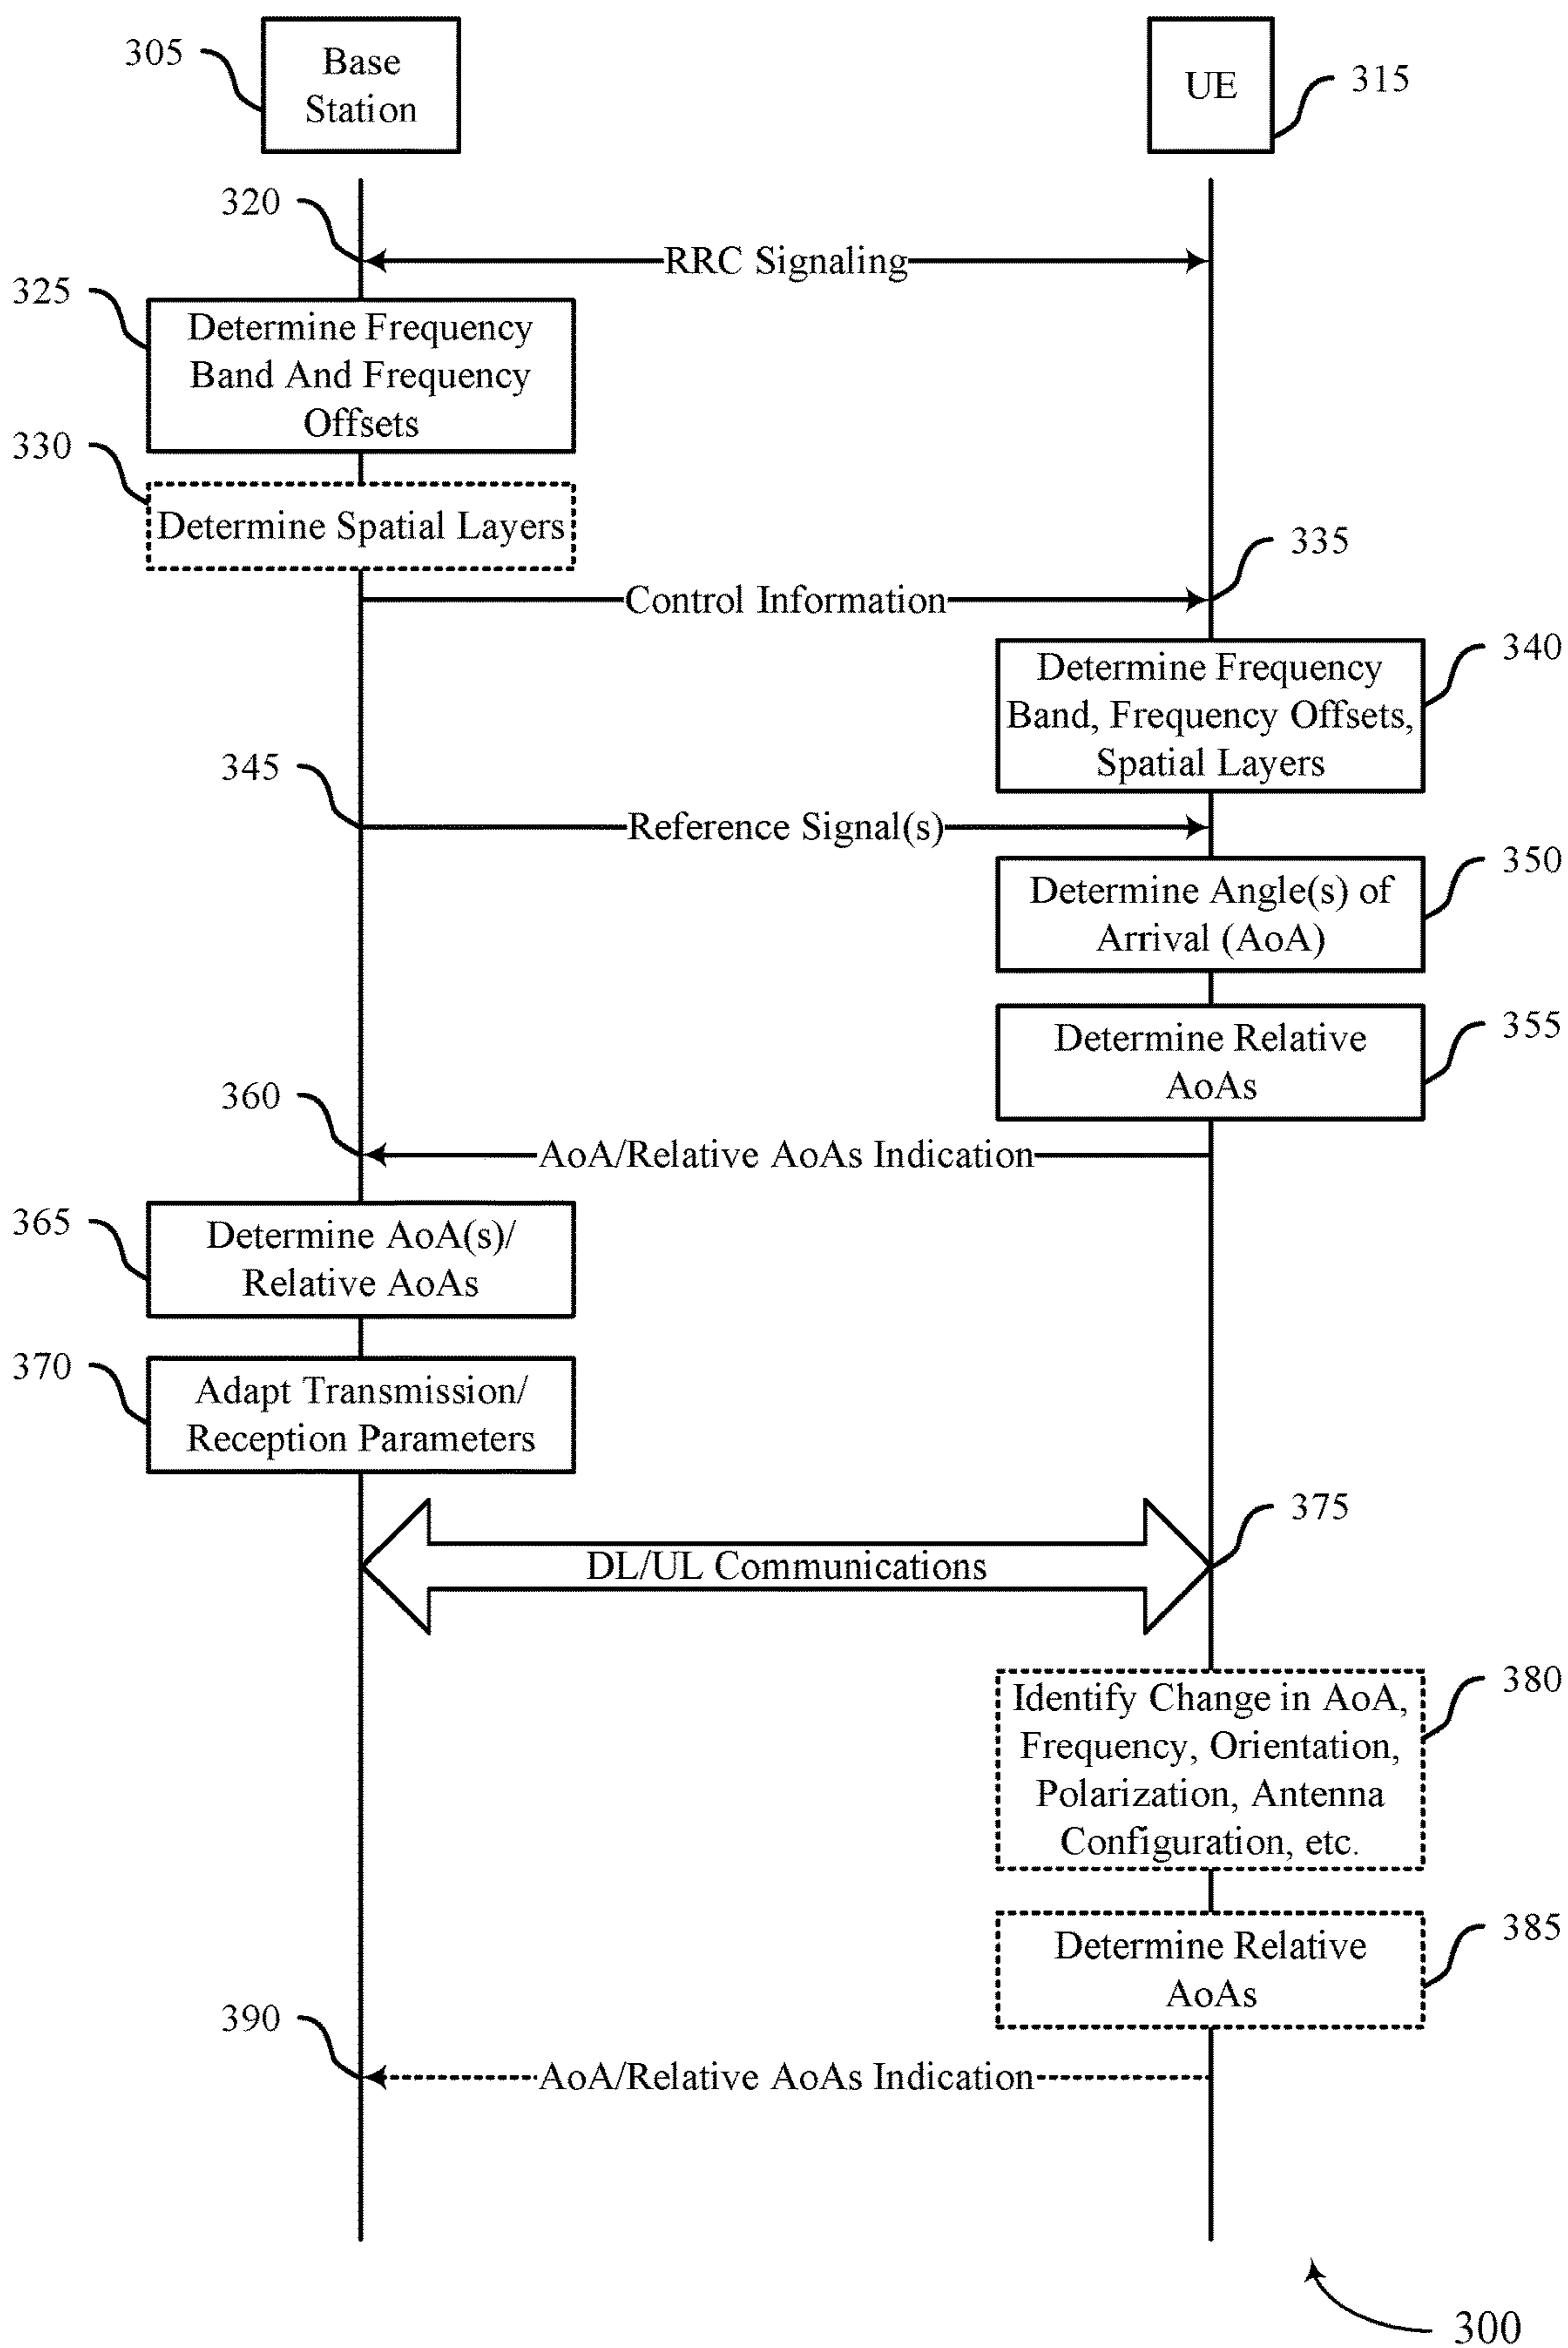 305
Base
Station
UE
315
320
RRC Signaling
325
Determine Frequency
Band And Frequency
Offsets
330
Determine Spatial Layers
335
Control Information
340
Determine Frequency
Band, Frequency Offsets,
Spatial Layers
345
Reference Signal(s)
350
Determine Angle(s) of
Arrival (AoA)
355
Determine Relative
AoAs
360
AoA/Relative AoAs Indication
365
Determine AoA(s)/
Relative AoAs
370
Adapt Transmission/
Reception Parameters
375
DL/UL Communications
380
Identify Change in AoA,
Frequency, Orientation,
Polarization, Antenna
Configuration, etc.
385
Determine Relative
AoAs
390
AoA/Relative AoAs Indication
300